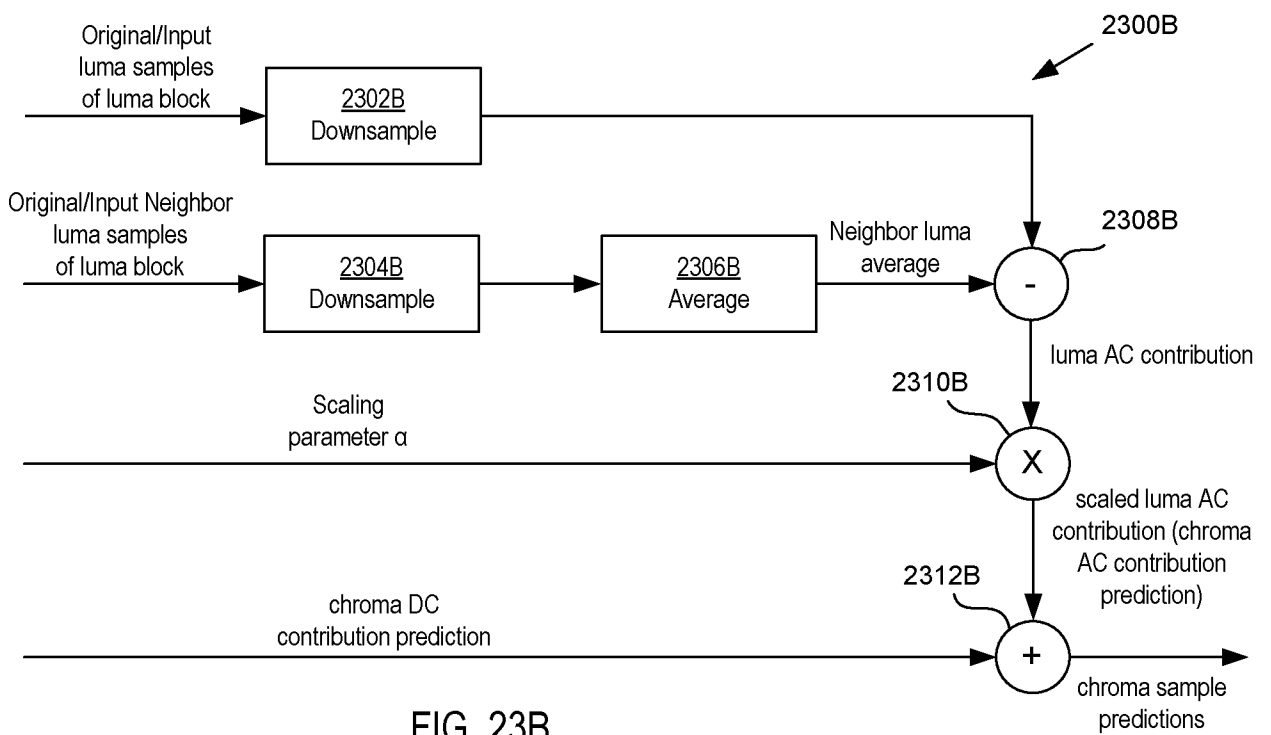 Original/Input
luma samples
of luma block
2300B
2302B
Downsample
Original/Input Neighbor
luma samples
of luma block
2304B
Downsample
2306B
Average
Neighbor luma
average
2308B
-
luma AC contribution
2310B
Scaling
parameter α
X
scaled luma AC
contribution (chroma
AC contribution
prediction)
2312B
chroma DC
contribution prediction
+
chroma sample
predictions
FIG. 23B